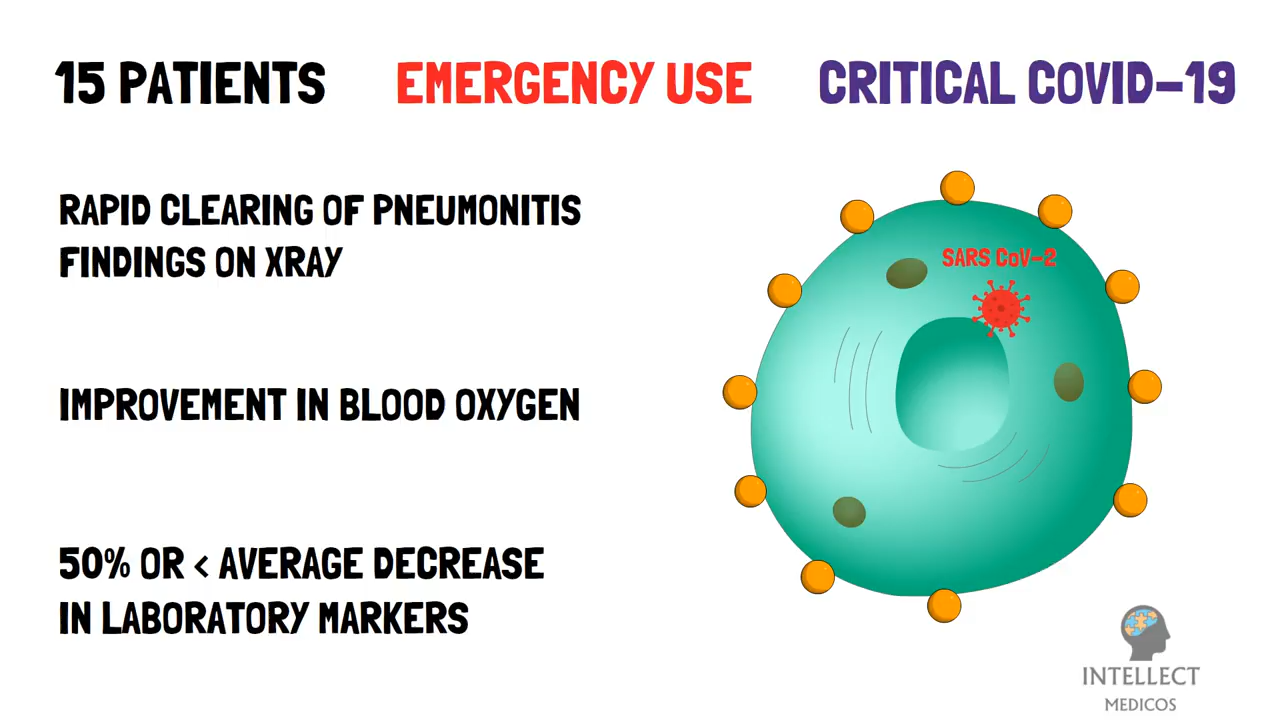 15 PATIENTS EMERGENCY USE CRITICAL COVID-19
RAPID CLEARING OF PNEUMONITIS
FINDINGS ON XRAY
SARS CoV-2
IMPROVEMENT IN BLOOD OXYGEN
50% OR < AVERAGE DECREASE
IN LABORATORY MARKERS
INTELLECT
MEDICOS